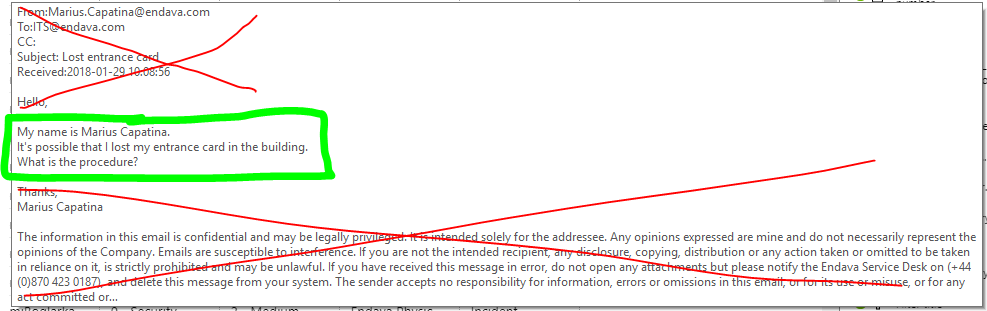 number
From:Marius.Capatina@endava.com
To:ITS@endava.com
CC:
Subject: Lost entrance card
Received:2018-01-29 10:08:56
Hello,
My name is Marius Capatina.
It's possible that I lost my entrance card in the building.
What is the procedure?
Thanks,
Marius Capatina
The information in this email is confidential and may be legally privileged. It is intended solely for the addressee. Any opinions expressed are mine and do not necessarily represent the
opinions of the Company. Emails are susceptible to interference. If you are not the intended recipient, any disclosure, copying, distribution or any action taken or omitted to be taken
in reliance on it, is strictly prohibited and may be unlawful. If you have received this message in error, do not open any attachments but please notify the Endava Service Desk on (+44
(0)870 423 0187), and delete this message from your system. The sender accepts no responsibility for information, errors or omissions in this email, or for its use or misuse, or for any
act committed or...